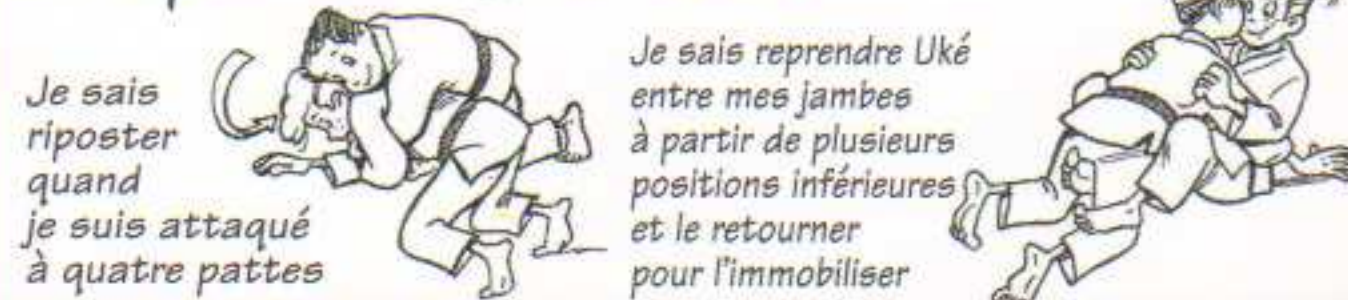 Je sais
riposter
quand
je suis attaqué
à quatre pattes
Je sais reprendre Uké
entre mes jambes
à partir de plusieurs
positions inférieures
et le retourner
pour l'immobiliser